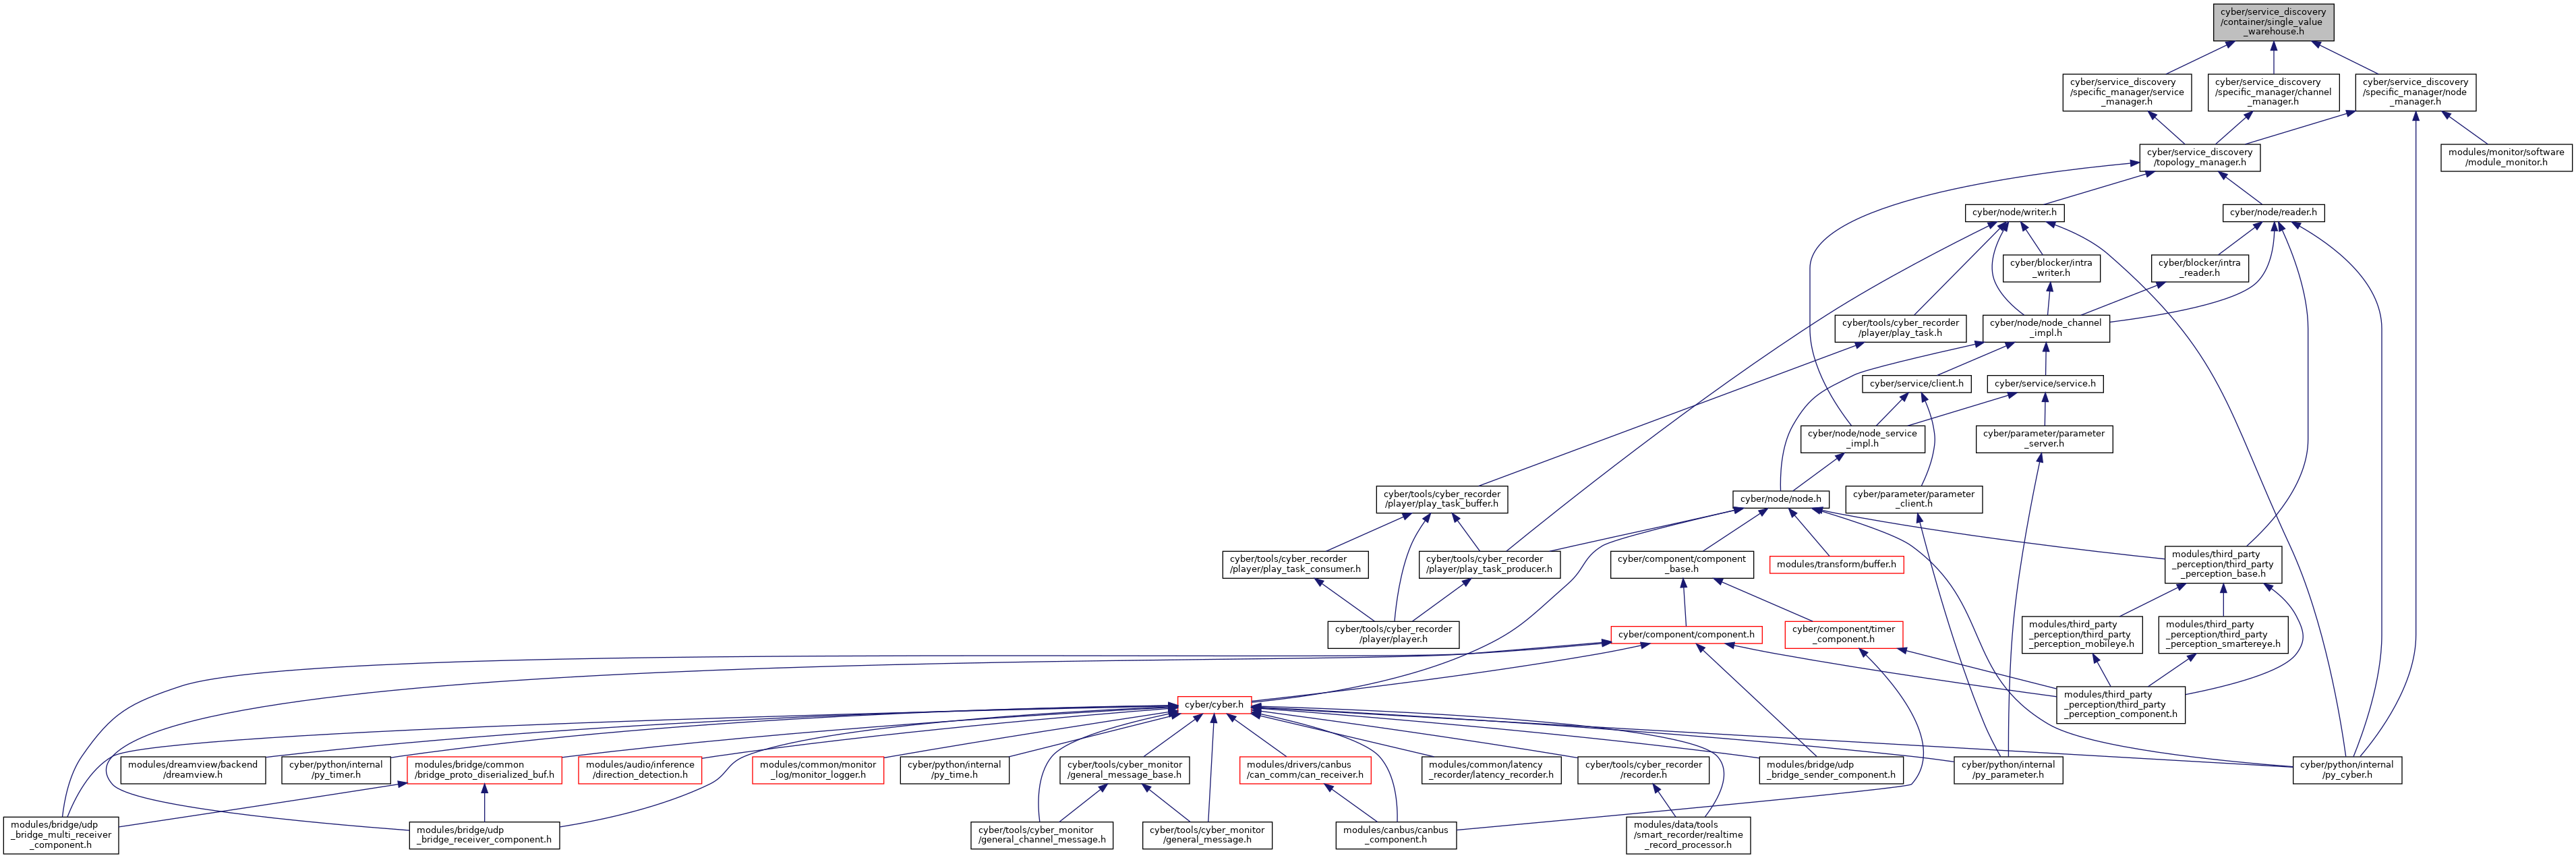 cyber/service_discovery
/container/single_value
_warehouse.h
cyber/service_discovery
/specific_manager/service
_manager.h
cyber/service_discovery
/specific_manager/channel
_manager.h
cyber/service_discovery
/specific_manager/node
_manager.h
cyber/service_discovery
/topology_manager.h
modules/monitor/software
/module_monitor.h
cyber/node/writer.h
cyber/node/reader.h
cyber/blocker/intra
_writer.h
cyber/blocker/intra
_reader.h
cyber/tools/cyber_recorder
/player/play_task.h
cyber/node/node_channel
_impl.h
cyber/service/client.h
cyber/service/service.h
cyber/node/node_service
_impl.h
cyber/parameter/parameter
_server.h
cyber/tools/cyber_recorder
/player/play_task_buffer.h
cyber/node/node.h
cyber/parameter/parameter
_client.h
cyber/tools/cyber_recorder
/player/play_task_consumer.h
cyber/tools/cyber_recorder
/player/play_task_producer.h
cyber/component/component
_base.h
modules/transform/buffer.h
modules/third_party
_perception/third_party
_perception_base.h
cyber/tools/cyber_recorder
/player/player.h
cyber/component/component.h
cyber/component/timer
_component.h
modules/third_party
_perception/third_party
_perception_mobileye.h
modules/third_party
_perception/third_party
_perception_smartereye.h
cyber/cyber.h
modules/third_party
_perception/third_party
_perception_component.h
modules/dreamview/backend
/dreamview.h
cyber/python/internal
/py_timer.h
modules/bridge/common
/bridge_proto_diserialized_buf.h
modules/audio/inference
/direction_detection.h
modules/common/monitor
_log/monitor_logger.h
cyber/python/internal
/py_time.h
cyber/tools/cyber_monitor
/general_message_base.h
modules/drivers/canbus
/can_comm/can_receiver.h
modules/common/latency
_recorder/latency_recorder.h
cyber/tools/cyber_recorder
/recorder.h
modules/bridge/udp
_bridge_sender_component.h
cyber/python/internal
/py_parameter.h
cyber/python/internal
/py_cyber.h
modules/bridge/udp
_bridge_multi_receiver
_component.h
modules/bridge/udp
_bridge_receiver_component.h
cyber/tools/cyber_monitor
/general_channel_message.h
cyber/tools/cyber_monitor
/general_message.h
modules/canbus/canbus
_component.h
modules/data/tools
/smart_recorder/realtime
_record_processor.h